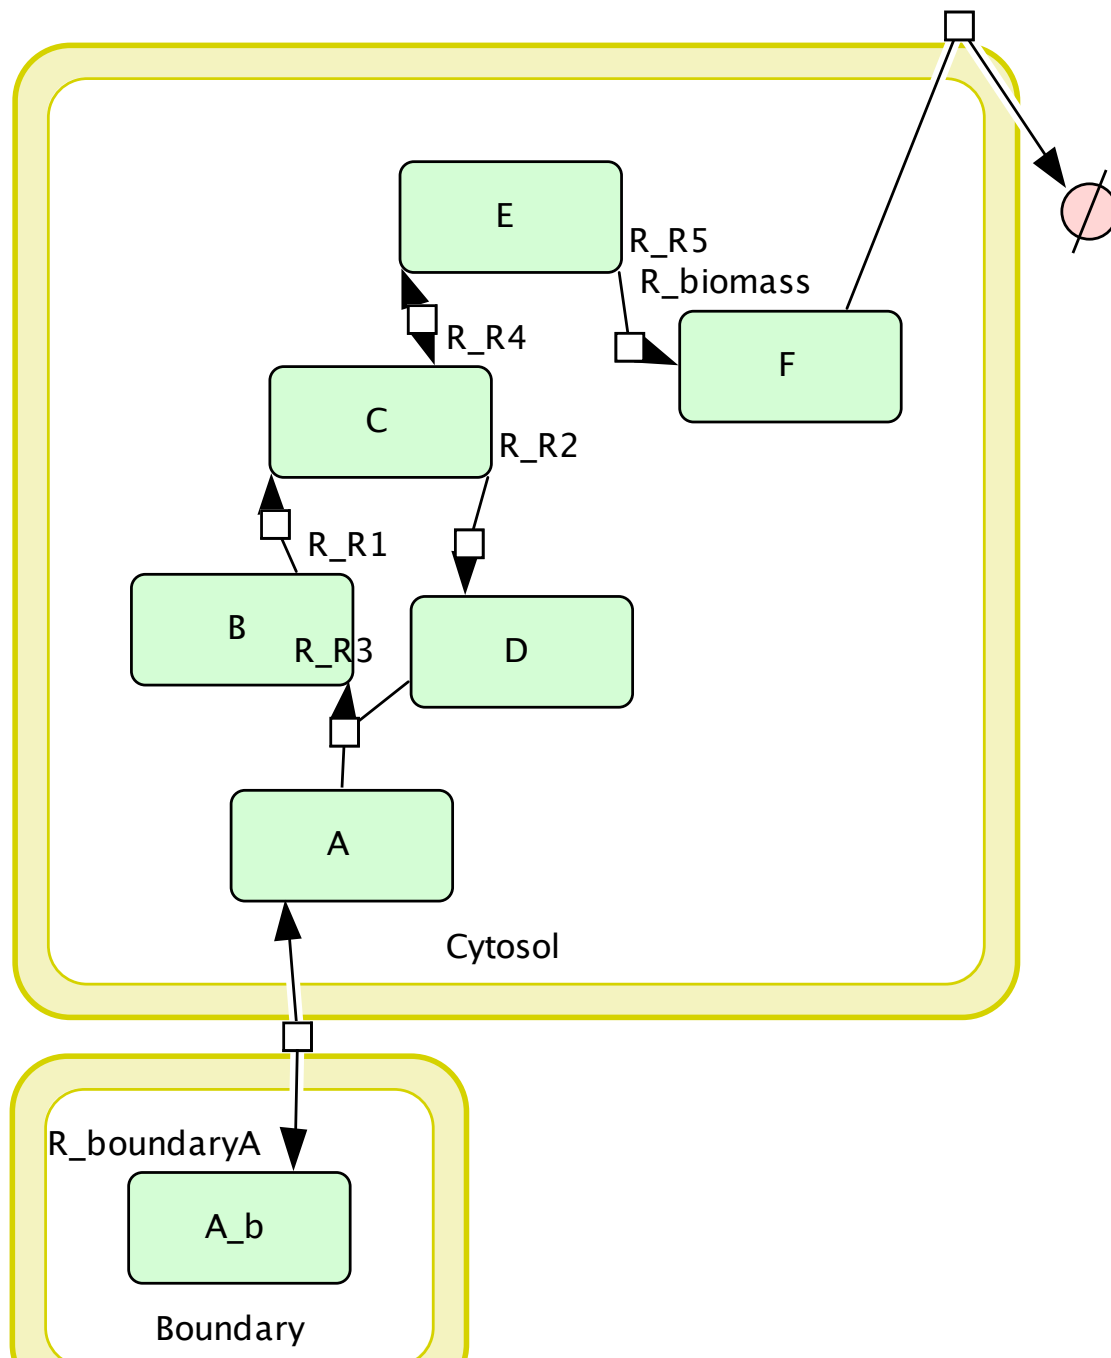 E
R_R5
R_biomass
R_R4
F
C
R_R2
R_R1
B
R_R3
D
A
Cytosol
R_boundaryA
A_b
Boundary